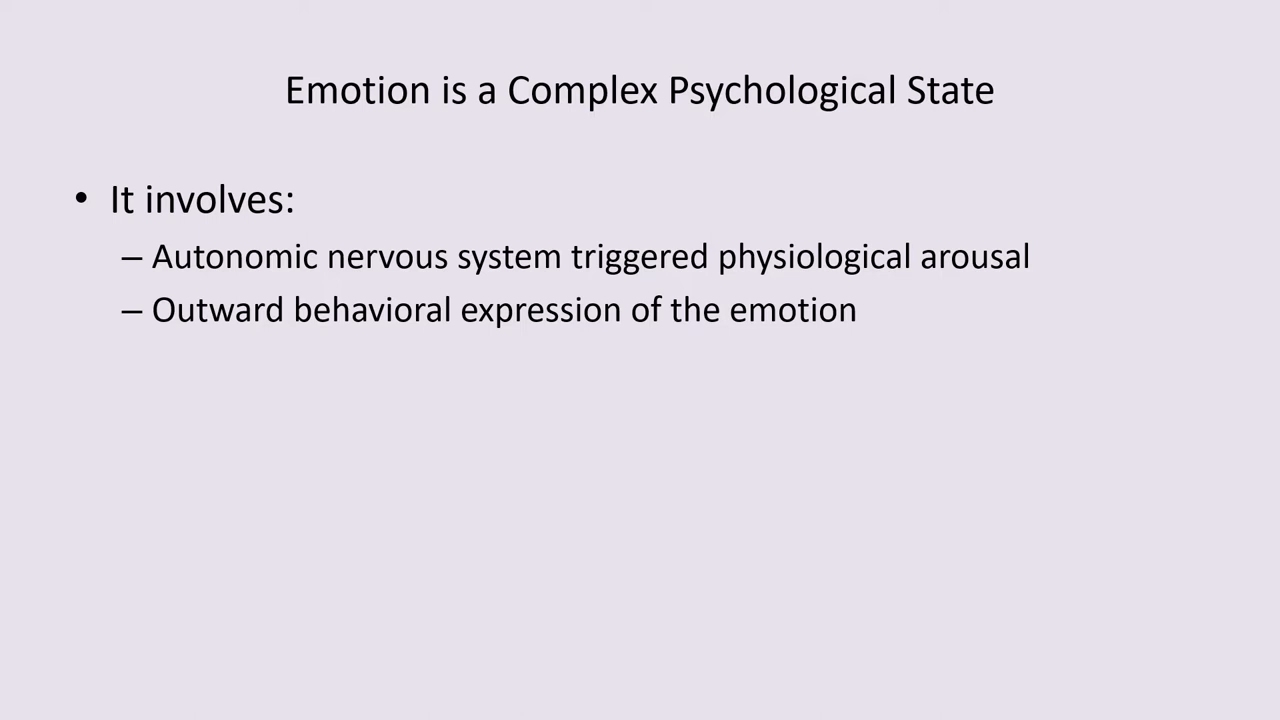 Emotion is a Complex Psychological State
• It involves:
– Autonomic nervous system triggered physiological arousal
– Outward behavioral expression of the emotion